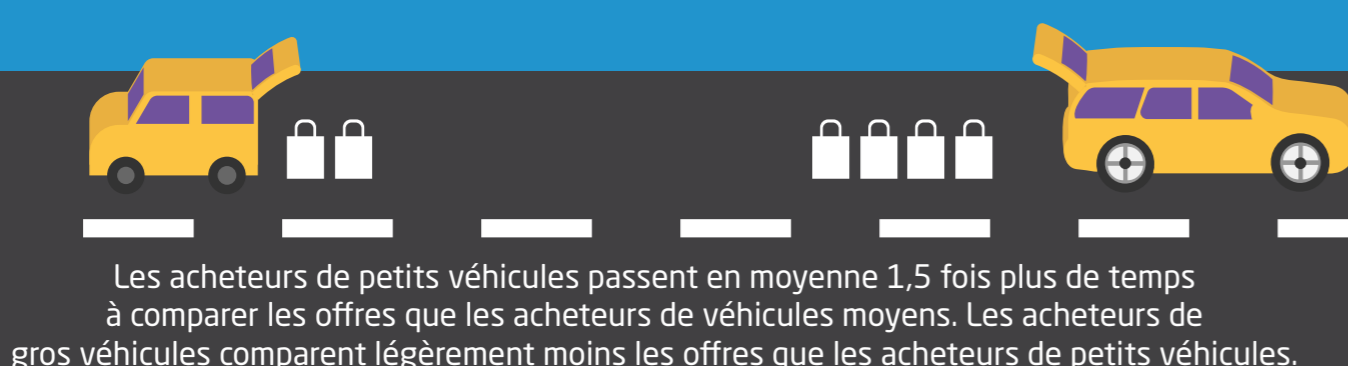 Les acheteurs de petits véhicules passent en moyenne 1,5 fois plus de temps
à comparer les offres que les acheteurs de véhicules moyens. Les acheteurs de
gros véhicules comparent légèrement moins les offres que les acheteurs de petits véhicules.